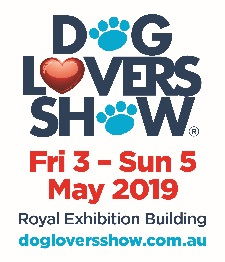 DOG
LOVERS
SHOW®
Fri 3 – Sun 5
May 2019
Royal Exhibition Building
dogloversshow.com.au